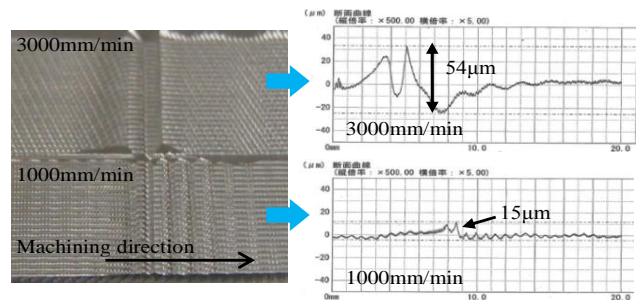 3000mm/min
1000mm/min
Machining direction
(μm) 断面曲線
(縦倍率 : ×500.00 横倍率 : ×5.00)
40
20
0
−20
−40
54μm
3000mm/min
0mm 10.0 20.0
(μm) 断面曲線
(縦倍率 : ×500.00 横倍率 : ×5.00)
40
20
0
−20
−40
15μm
1000mm/min
0mm 10.0 20.0